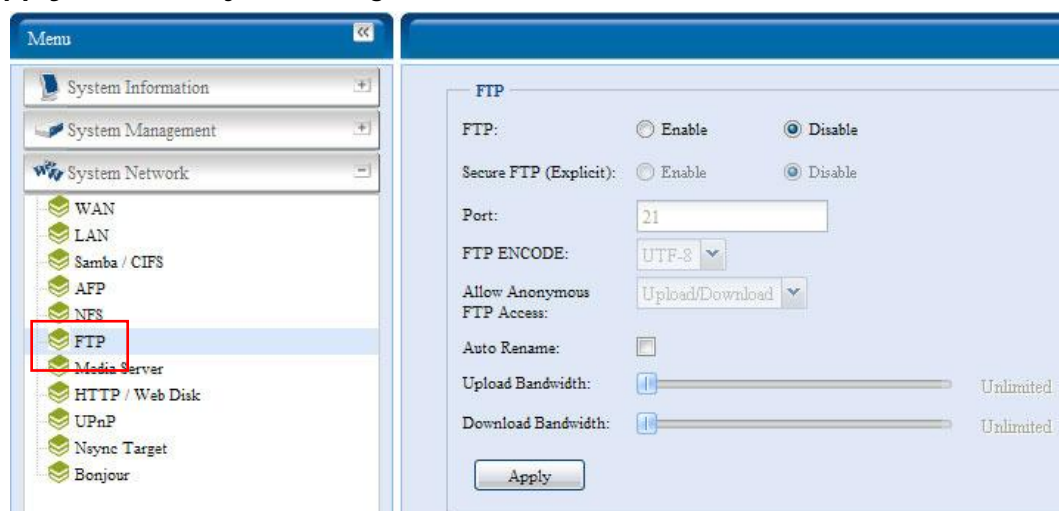 Menu
System Information
System Management
System Network
WAN
LAN
Samba / CIFS
AFP
NFS
FTP
Media Server
HTTP / Web Disk
UPnP
Nsync Target
Bonjour
FTP
FTP: Enable Disable
Secure FTP (Explicit): Enable Disable
Port: 21
FTP ENCODE: UTF-8
Allow Anonymous Upload/Download
FTP Access:
Auto Rename:
Upload Bandwidth: Unlimited
Download Bandwidth: Unlimited
Apply